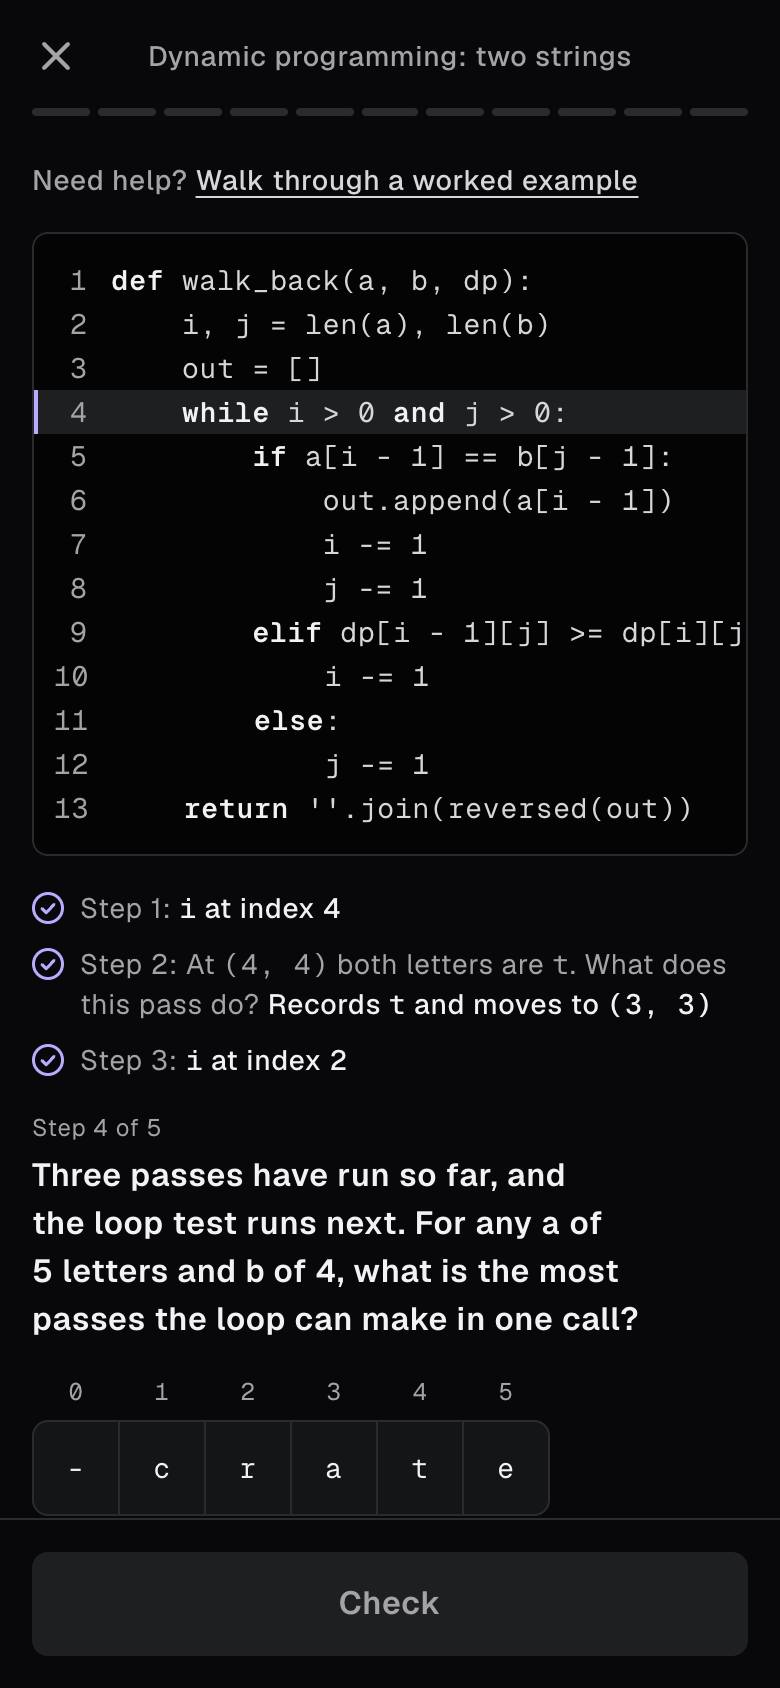 Dynamic programming: two strings
Need help? Walk through a worked example
1 def walk_back(a, b, dp):
2     i, j = len(a), len(b)
3     out = []
4     while i > 0 and j > 0:
5         if a[i - 1] == b[j - 1]:
6             out.append(a[i - 1])
7             i -= 1
8             j -= 1
9         elif dp[i - 1][j] >= dp[i][j
10             i -= 1
11         else:
12             j -= 1
13     return ''.join(reversed(out))
Step 1: i at index 4
Step 2: At (4, 4) both letters are t. What does
this pass do? Records t and moves to (3, 3)
Step 3: i at index 2
Step 4 of 5
Three passes have run so far, and
the loop test runs next. For any a of
5 letters and b of 4, what is the most
passes the loop can make in one call?
0 1 2 3 4 5
- c r a t e
Check